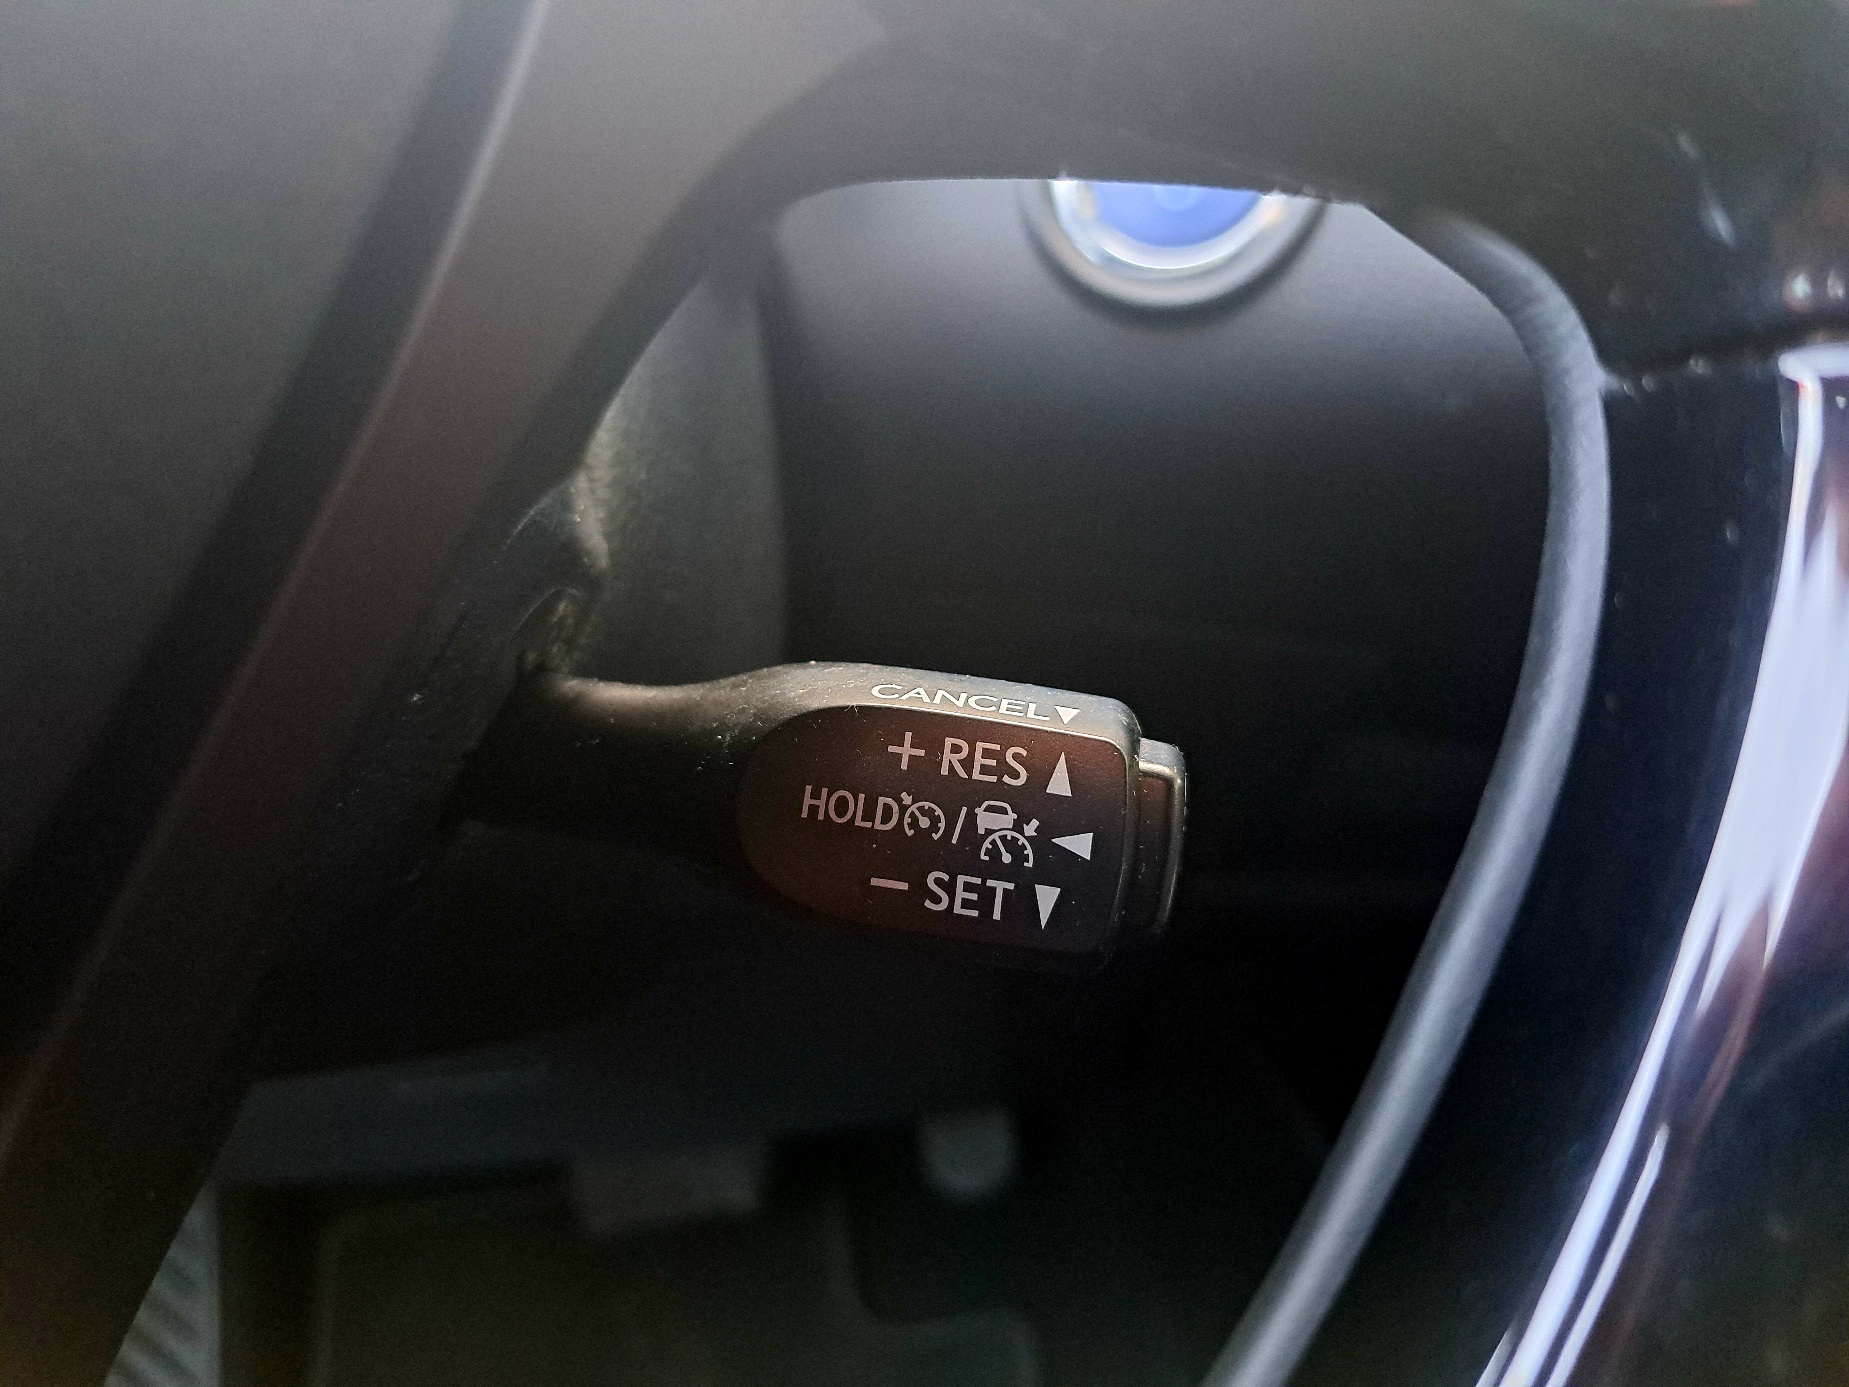 CANCEL▼
+ RES ▲
HOLD / ◀
− SET ▼